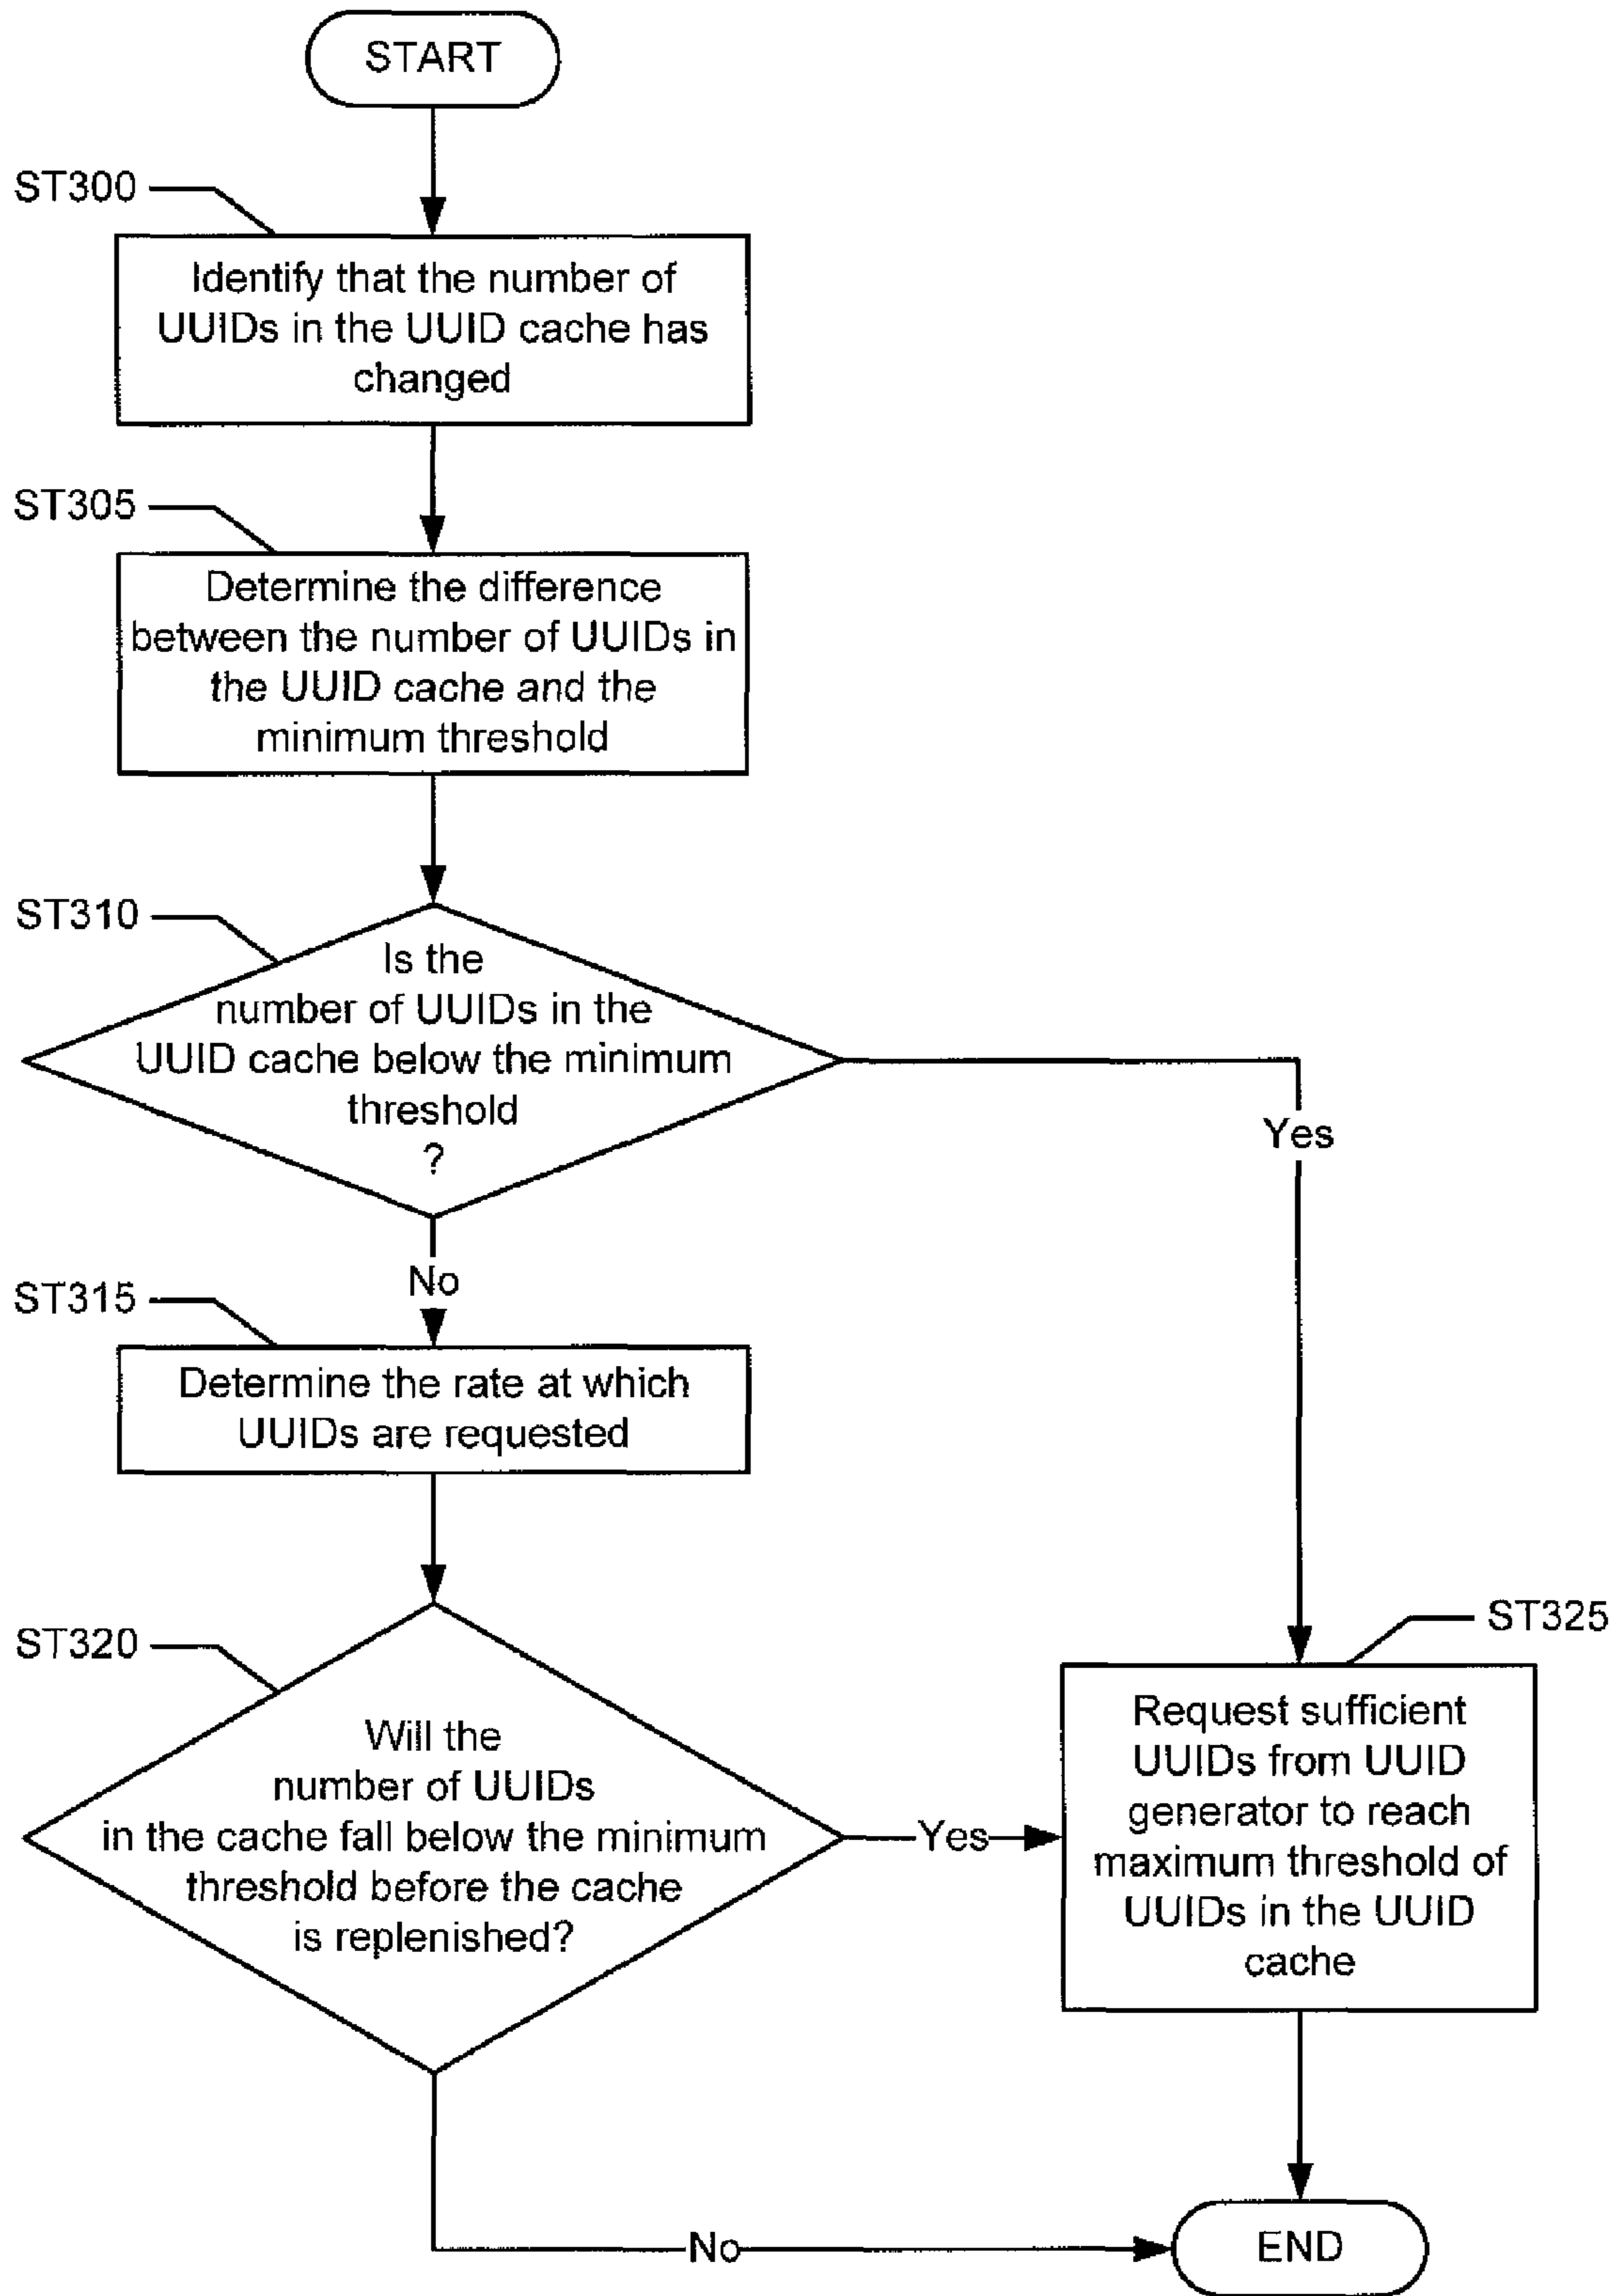 START
ST300
Identify that the number of
UUIDs in the UUID cache has
changed
ST305
Determine the difference
between the number of UUIDs in
the UUID cache and the
minimum threshold
ST310
Is the
number of UUIDs in the
UUID cache below the minimum
threshold
?
Yes
No
ST315
Determine the rate at which
UUIDs are requested
ST320
Will the
number of UUIDs
in the cache fall below the minimum
threshold before the cache
is replenished?
Yes
ST325
Request sufficient
UUIDs from UUID
generator to reach
maximum threshold of
UUIDs in the UUID
cache
No
END